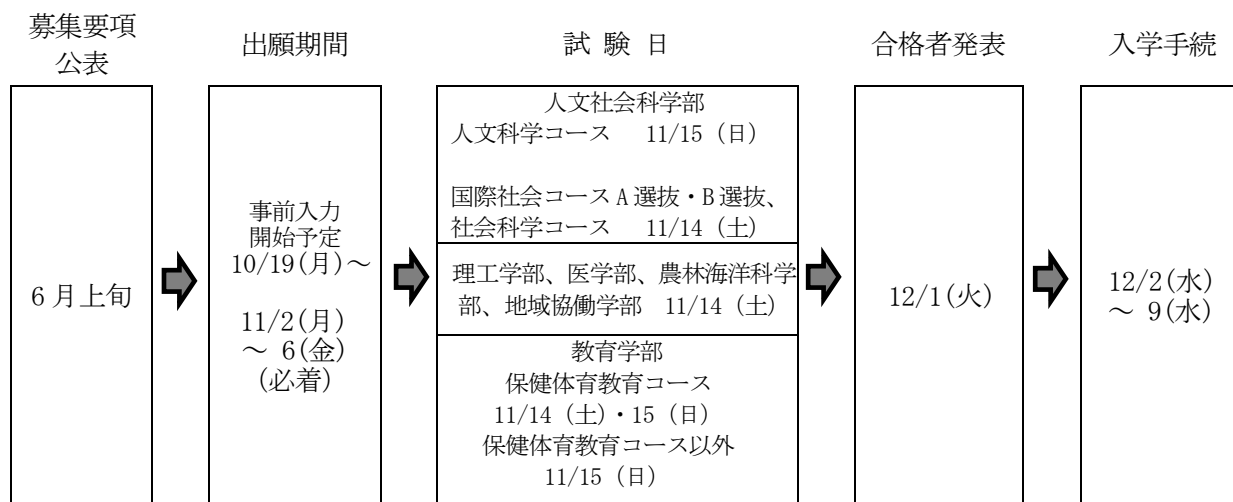 募集要項
公表
出願期間
試 験 日
合格者発表
入学手続
6月上旬
事前入力
開始予定
10/19(月)～
11/2(月)
～ 6(金)
(必着)
人文社会科学部
人文科学コース 11/15（日）
国際社会コースA選抜・B選抜、
社会科学コース 11/14（土）
理工学部、医学部、農林海洋科学
部、地域協働学部 11/14（土）
教育学部
保健体育教育コース
11/14（土）・15（日）
保健体育教育コース以外
11/15（日）
12/1(火)
12/2(水)
～ 9(水)